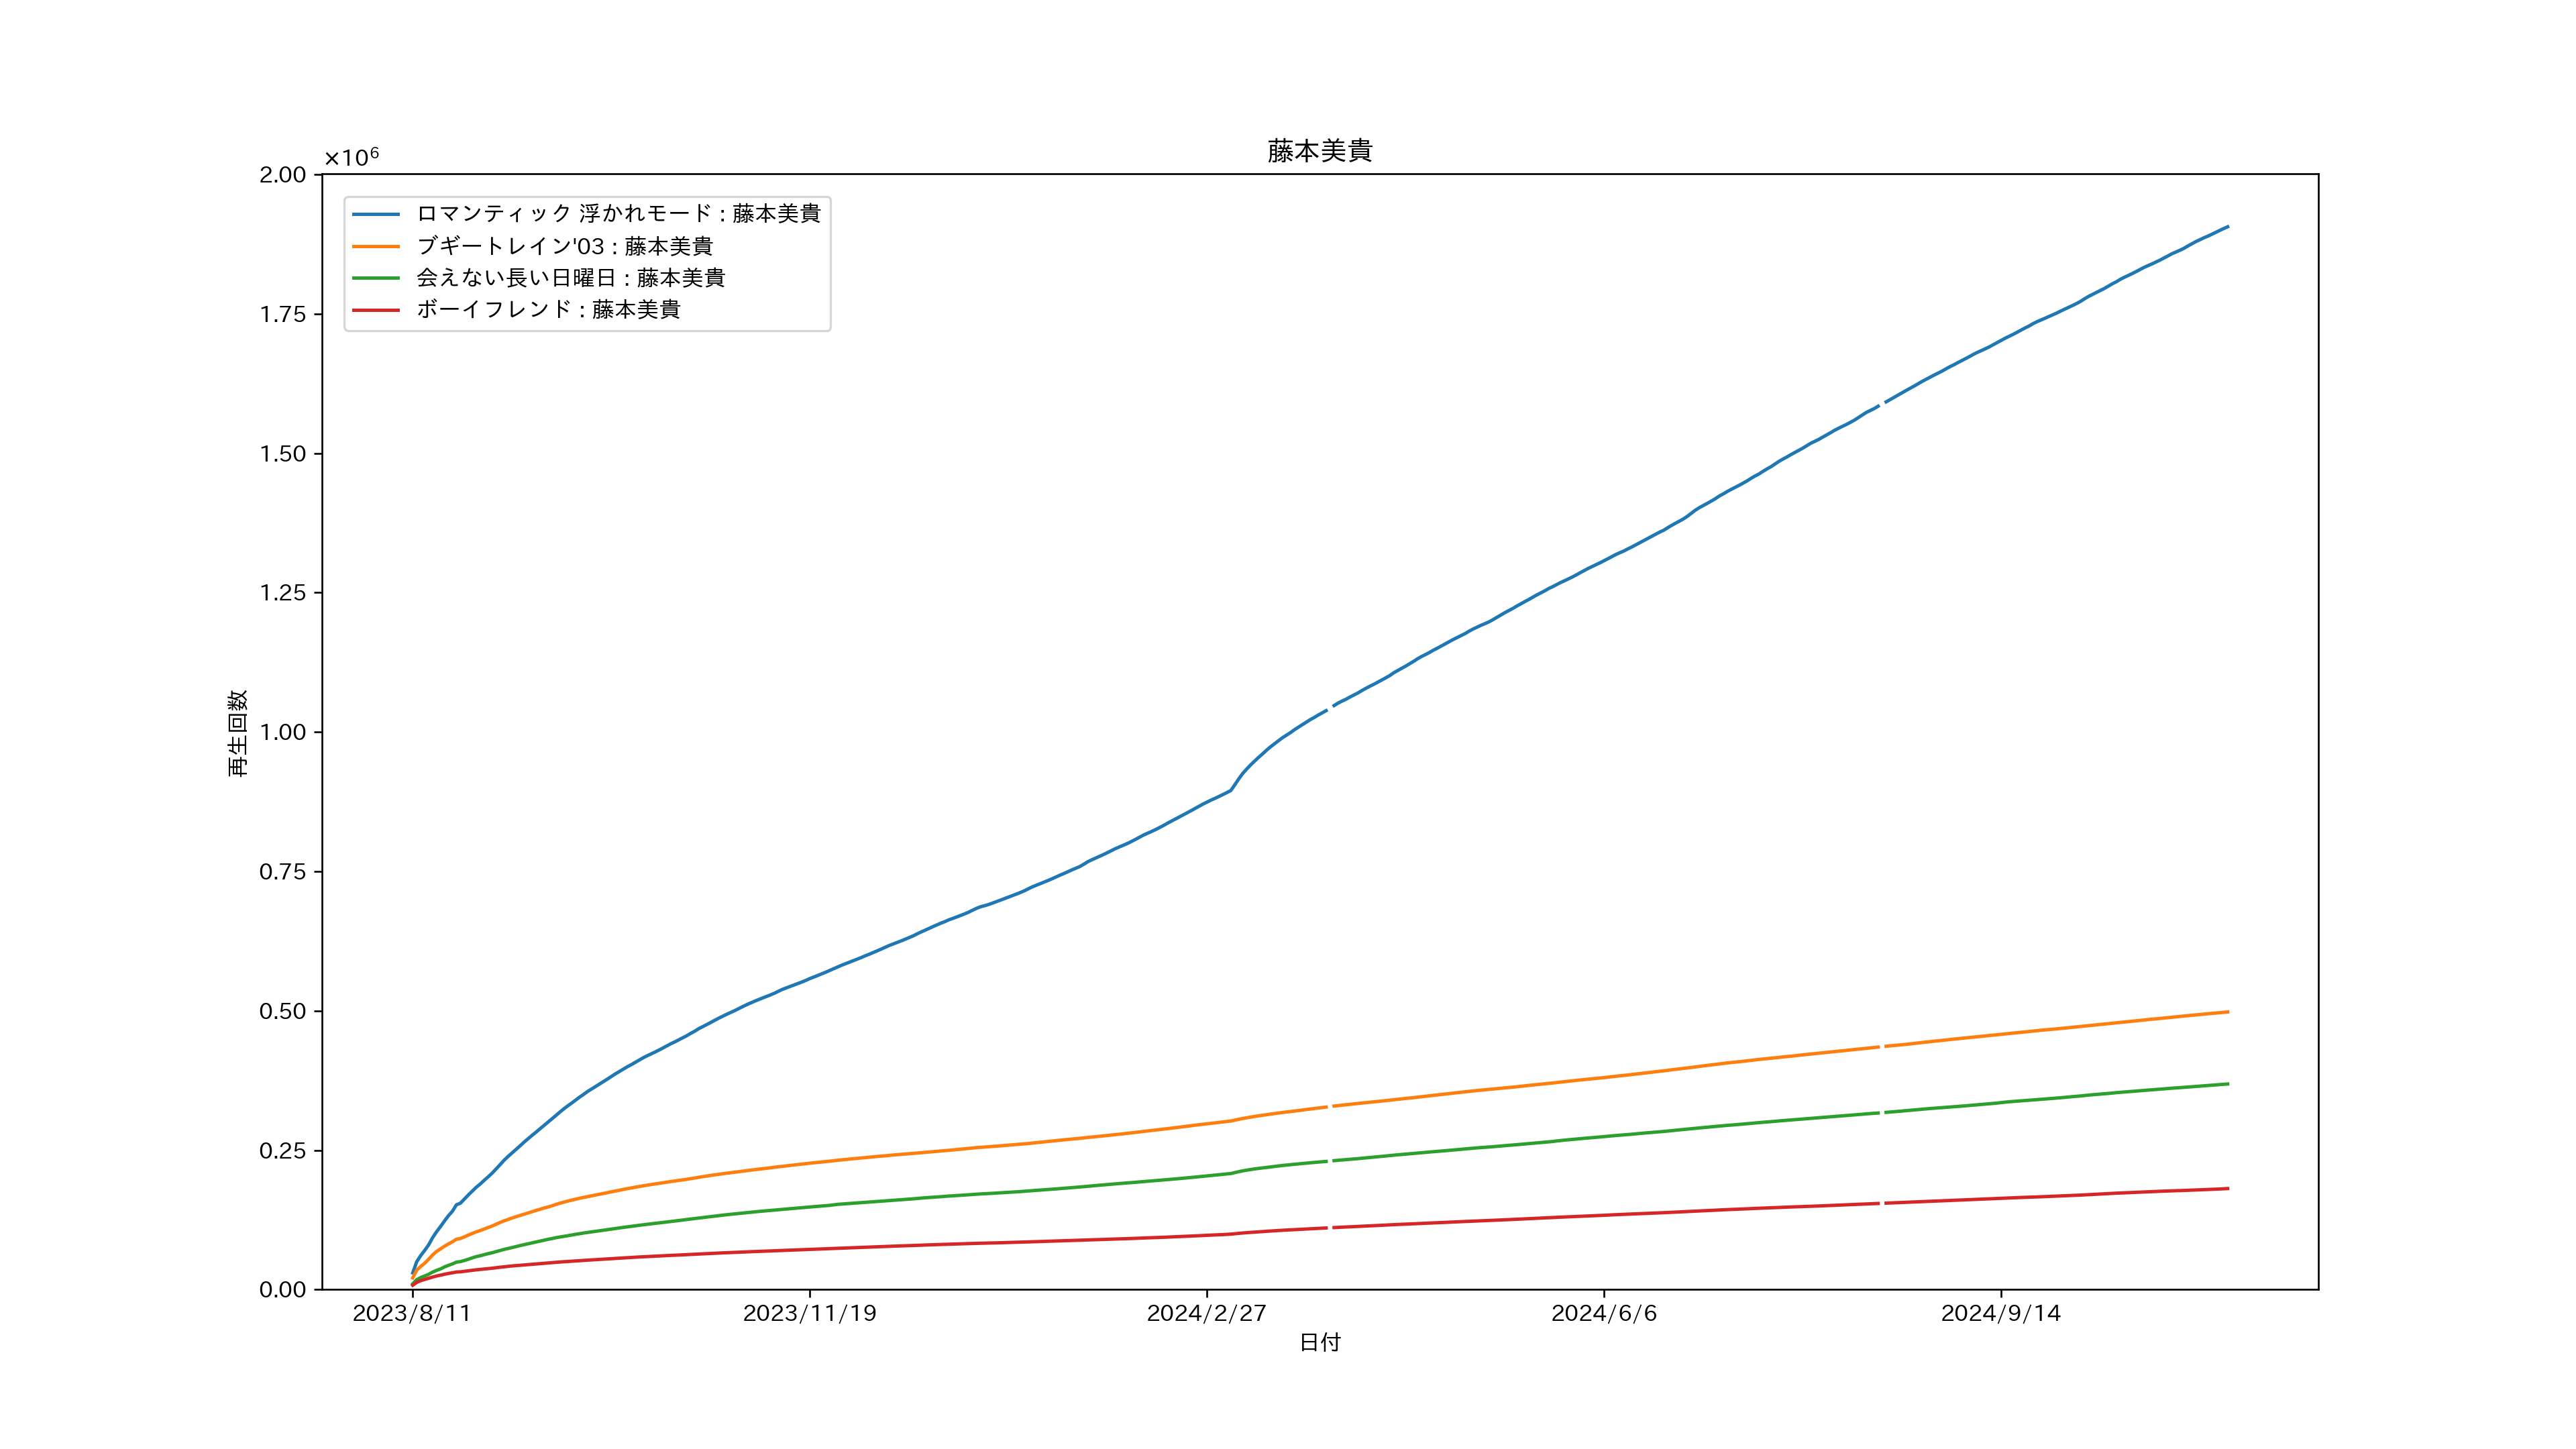 藤本美貴
×10⁶
2.00
1.75
1.50
1.25
1.00
0.75
0.50
0.25
0.00
再生回数
ロマンティック 浮かれモード : 藤本美貴
ブギートレイン'03 : 藤本美貴
会えない長い日曜日 : 藤本美貴
ボーイフレンド : 藤本美貴
2023/8/11
2023/11/19
2024/2/27
2024/6/6
2024/9/14
日付